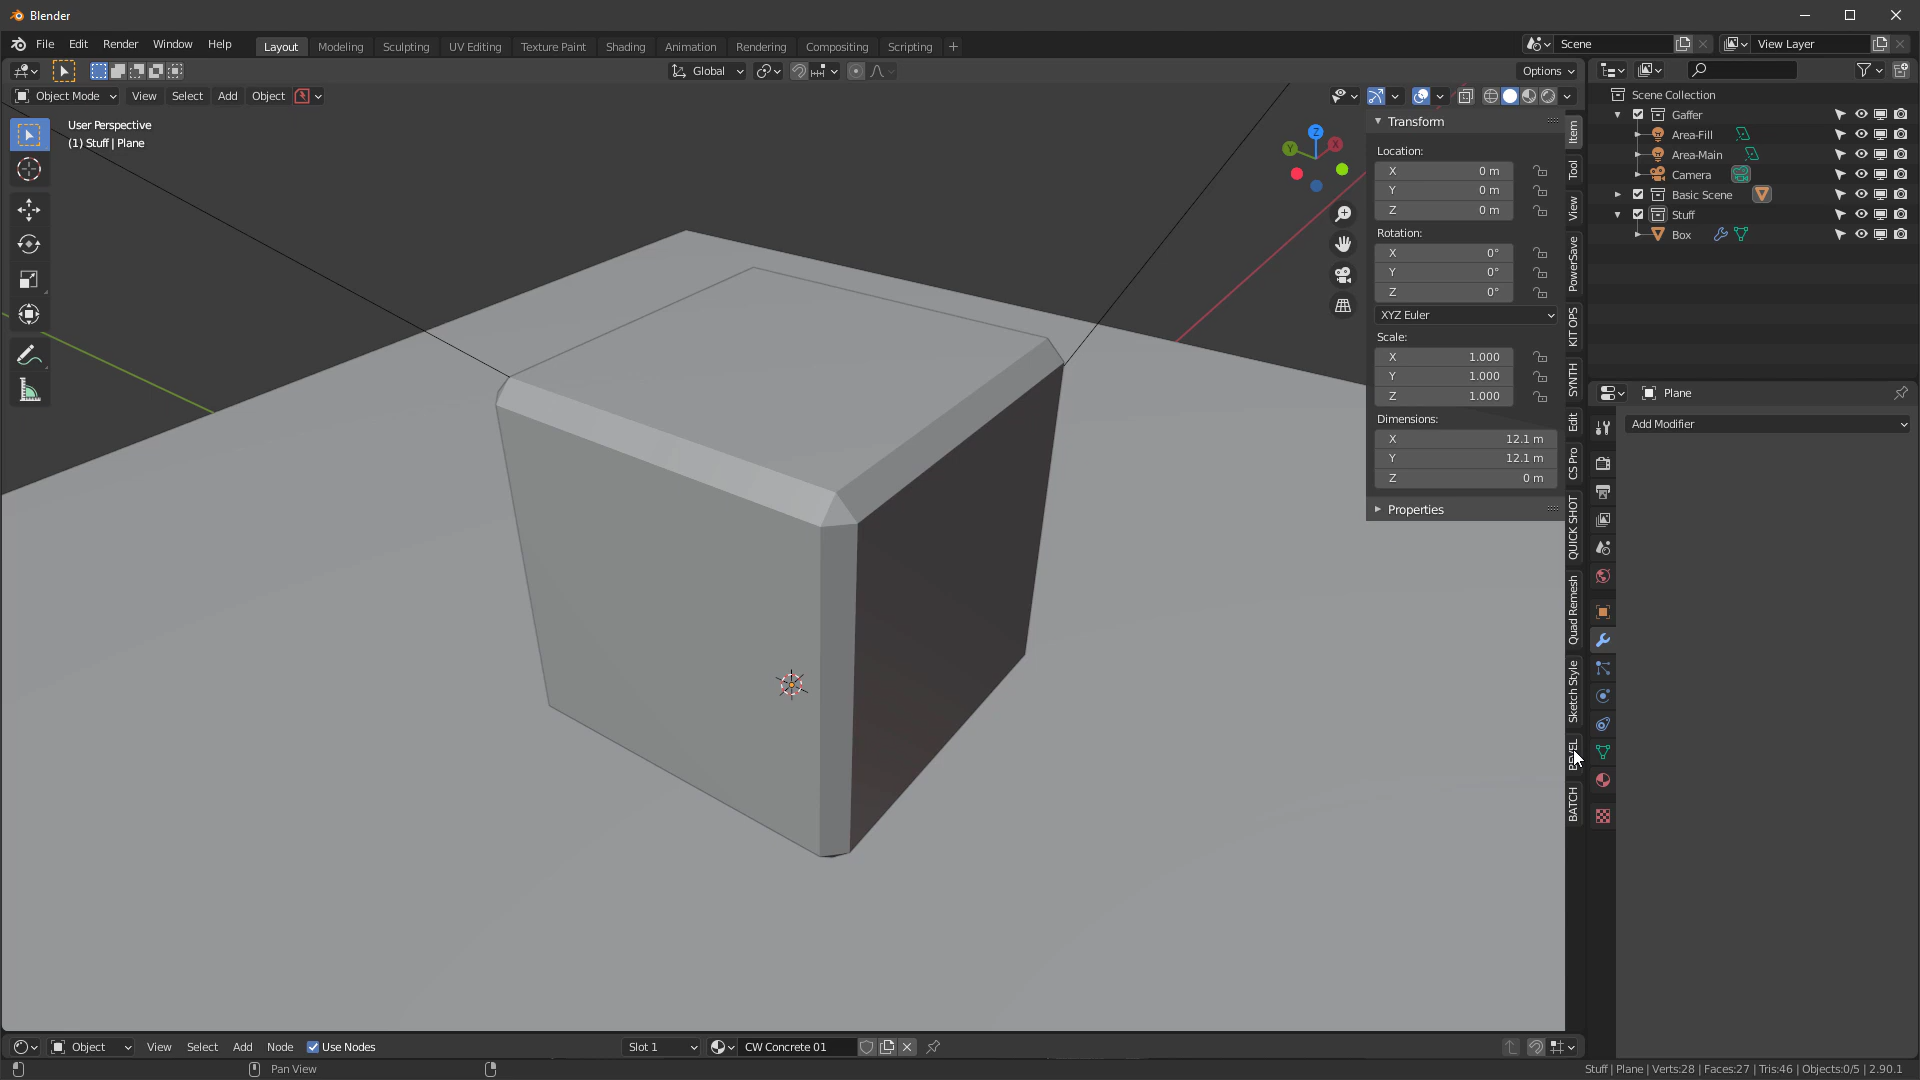 Blender
File Edit Render Window Help
Layout Modeling Sculpting UV Editing Texture Paint Shading Animation Rendering Compositing Scripting +
Scene
View Layer
Global
Options
Object Mode View Select Add Object
User Perspective
(1) Stuff | Plane
Z
Y
X
Transform
Location:
X 0 m
Y 0 m
Z 0 m
Rotation:
X 0°
Y 0°
Z 0°
XYZ Euler
Scale:
X 1.000
Y 1.000
Z 1.000
Dimensions:
X 12.1 m
Y 12.1 m
Z 0 m
Properties
Item
Tool
View
PowerSave
KIT OPS
SYNTH
Edit
CS Pro
QUICK SHOT
Quad Remesh
Sketch Style
BEVEL
BATCH
Scene Collection
Gaffer
Area-Fill
Area-Main
Camera
Basic Scene
Stuff
Box
Plane
Add Modifier
Object View Select Add Node Use Nodes
Slot 1
CW Concrete 01
Pan View
Stuff | Plane | Verts:28 | Faces:27 | Tris:46 | Objects:0/5 | 2.90.1